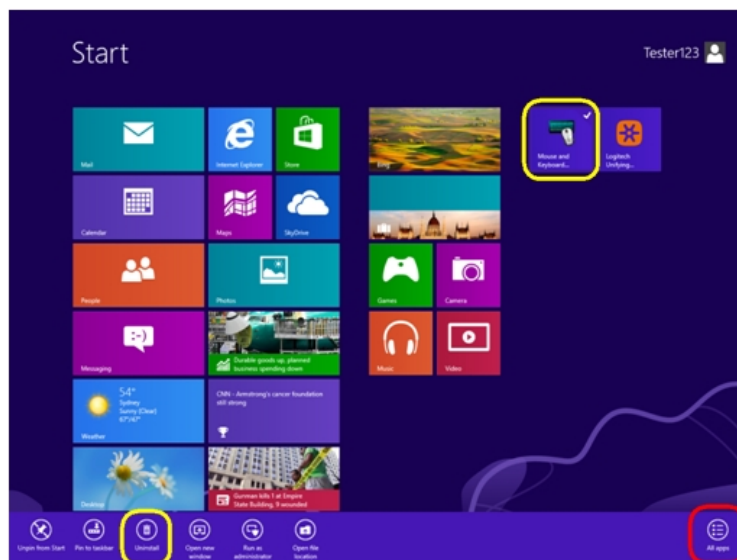 Start
Tester123
Mail
Internet Explorer
Store
Bing
Mouse and
Keyboard...
Logitech
Unifying...
Calendar
Maps
SkyDrive
People
Photos
Games
Camera
Messaging
Durable goods up, planned
business spending down
Music
Video
54°
Sydney
Sunny (Clear)
67°/47°
Weather
CNN - Armstrong's cancer foundation
still strong
Desktop
Gunman kills 1 at Empire
State Building, 9 wounded
Unpin from Start
Pin to taskbar
Uninstall
Open new
window
Run as
administrator
Open file
location
All apps